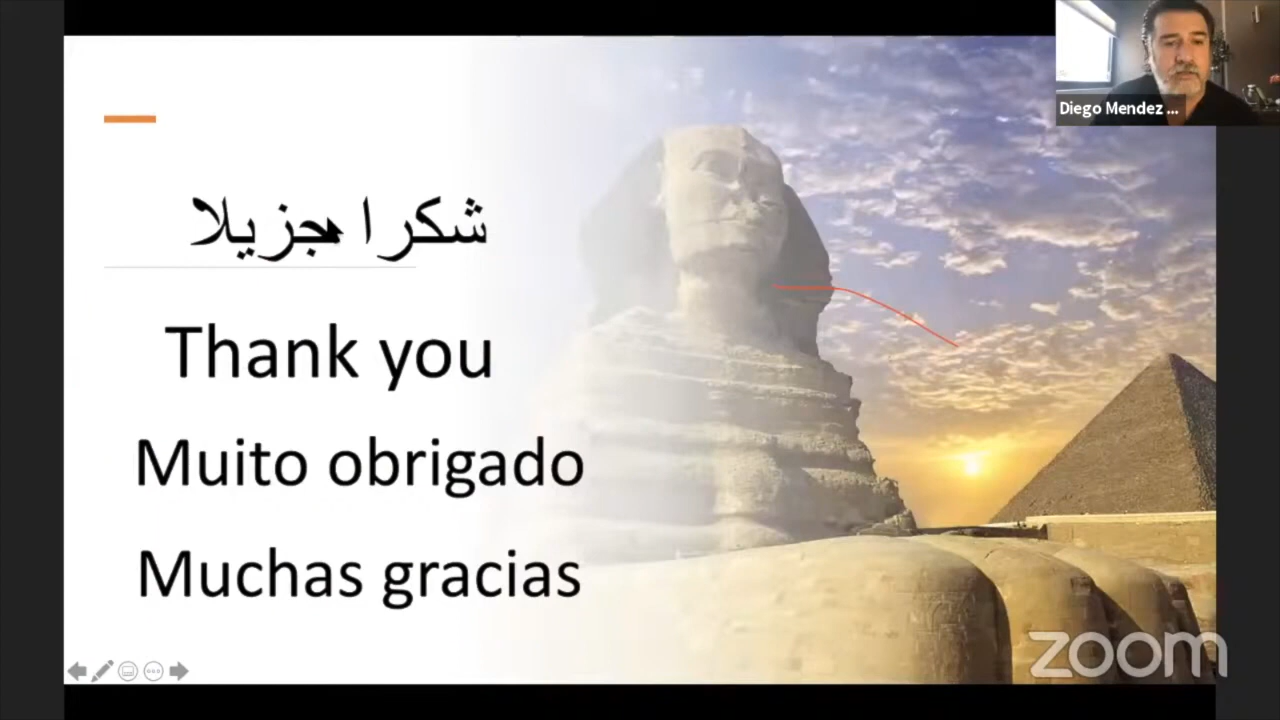 Diego Mendez ...
شكرا جزيلا
Thank you
Muito obrigado
Muchas gracias
zoom